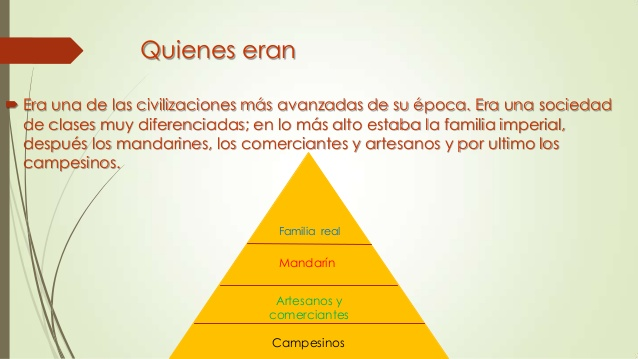 Quienes eran
Era una de las civilizaciones más avanzadas de su época. Era una sociedad
de clases muy diferenciadas; en lo más alto estaba la familia imperial,
después los mandarines, los comerciantes y artesanos y por ultimo los
campesinos.
Familia real
Mandarín
Artesanos y
comerciantes
Campesinos